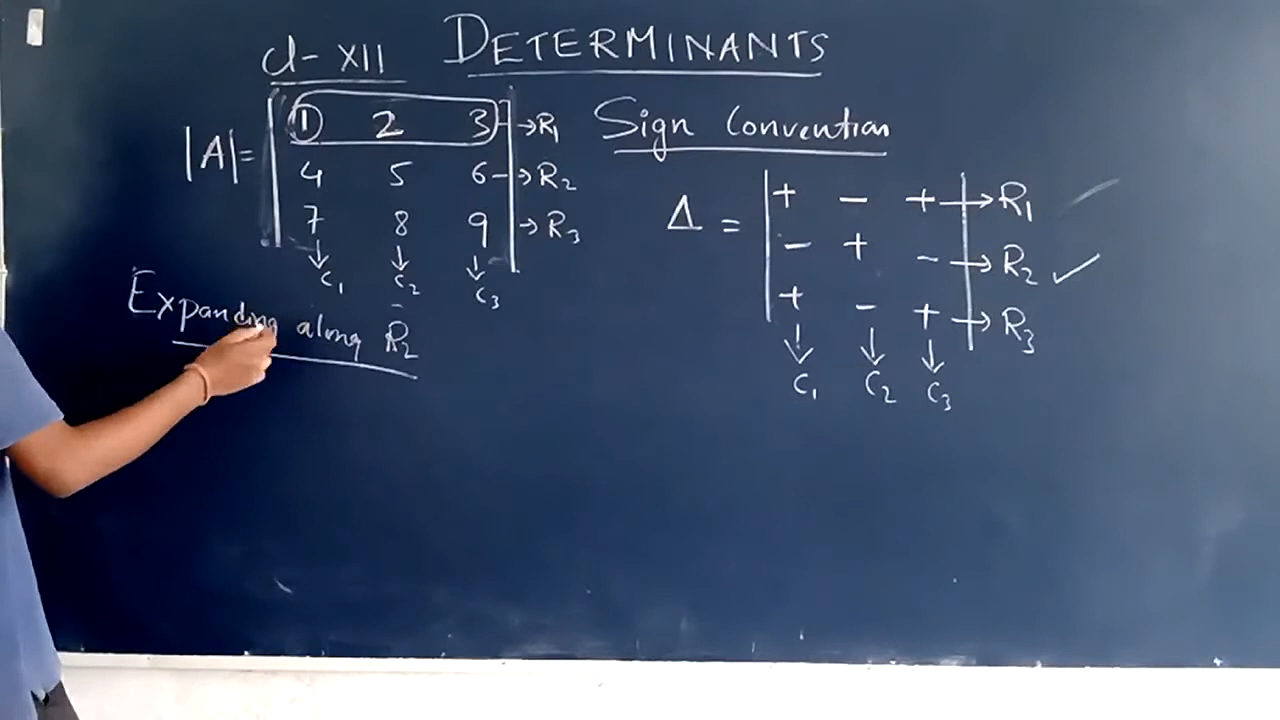 cl- XII DETERMINANTS
|A|= | 1 2 3 | → R₁
4 5 6 → R₂
7 8 9 → R₃
C₁ C₂ C₃
Expanding along R₂
Sign Convention
Δ = | + - + | → R₁
- + - → R₂ ✓
+ - + → R₃
C₁ C₂ C₃